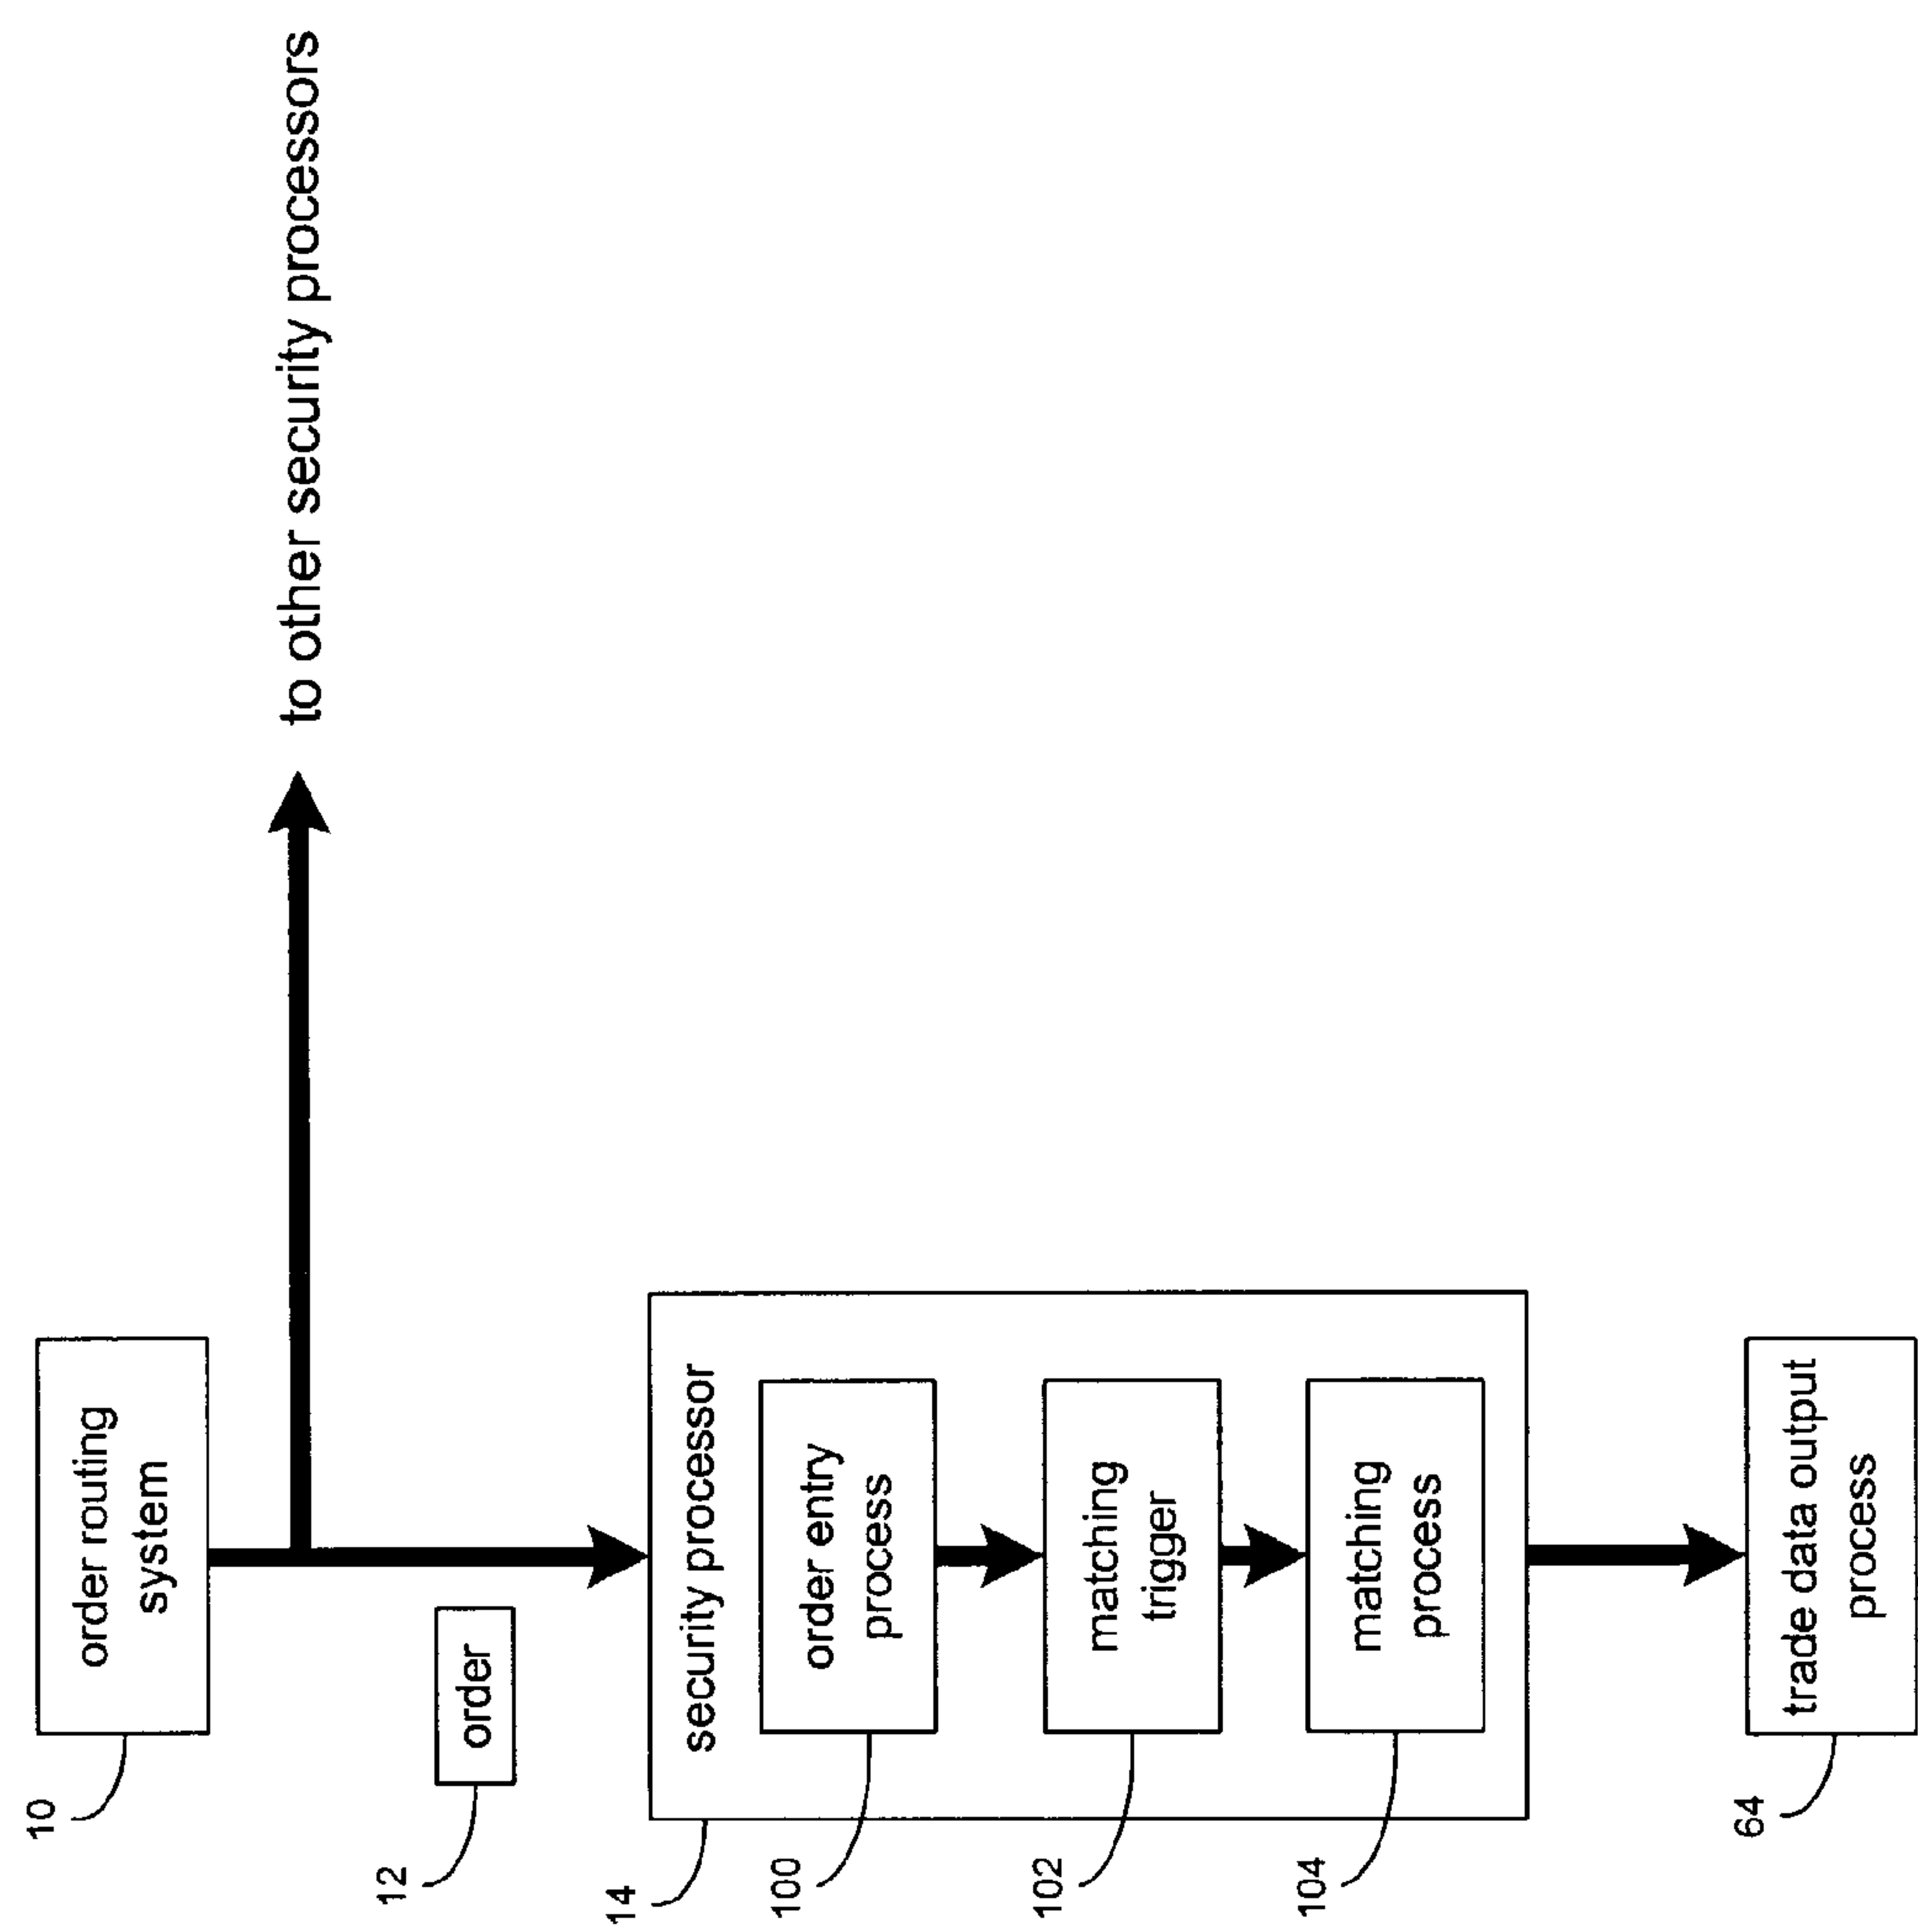 10
order routing
system
to other security processors
12
order
14
security processor
100
order entry
process
102
matching
trigger
104
matching
process
64
trade data output
process